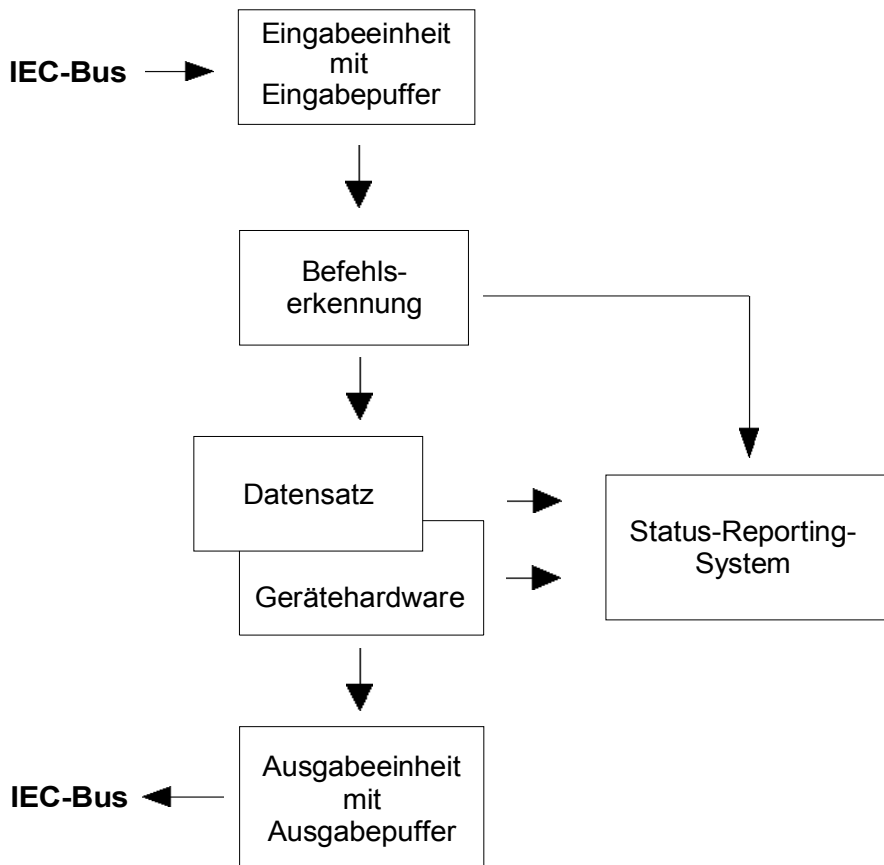 Eingabeeinheit
mit
Eingabepuffer
IEC-Bus
Befehls-
erkennung
Datensatz
Gerätehardware
Status-Reporting-
System
Ausgabeeinheit
mit
Ausgabepuffer
IEC-Bus